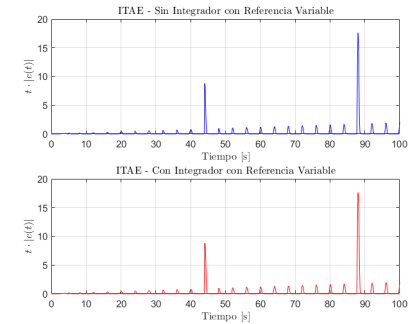 ITAE - Sin Integrador con Referencia Variable
20
15
10
5
0
t · |e(t)|
0 10 20 30 40 50 60 70 80 90 100
Tiempo [s]
ITAE - Con Integrador con Referencia Variable
20
15
10
5
0
t · |e(t)|
0 10 20 30 40 50 60 70 80 90 100
Tiempo [s]